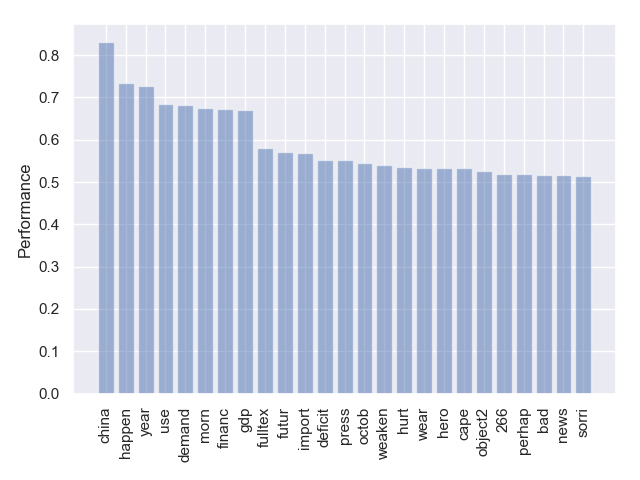 0.8
0.7
0.6
0.5
0.4
0.3
0.2
0.1
0.0
Performance
china
happen
year
use
demand
morn
financ
gdp
fulltex
futur
import
deficit
press
octob
weaken
hurt
wear
hero
cape
object2
266
perhap
bad
news
sorri